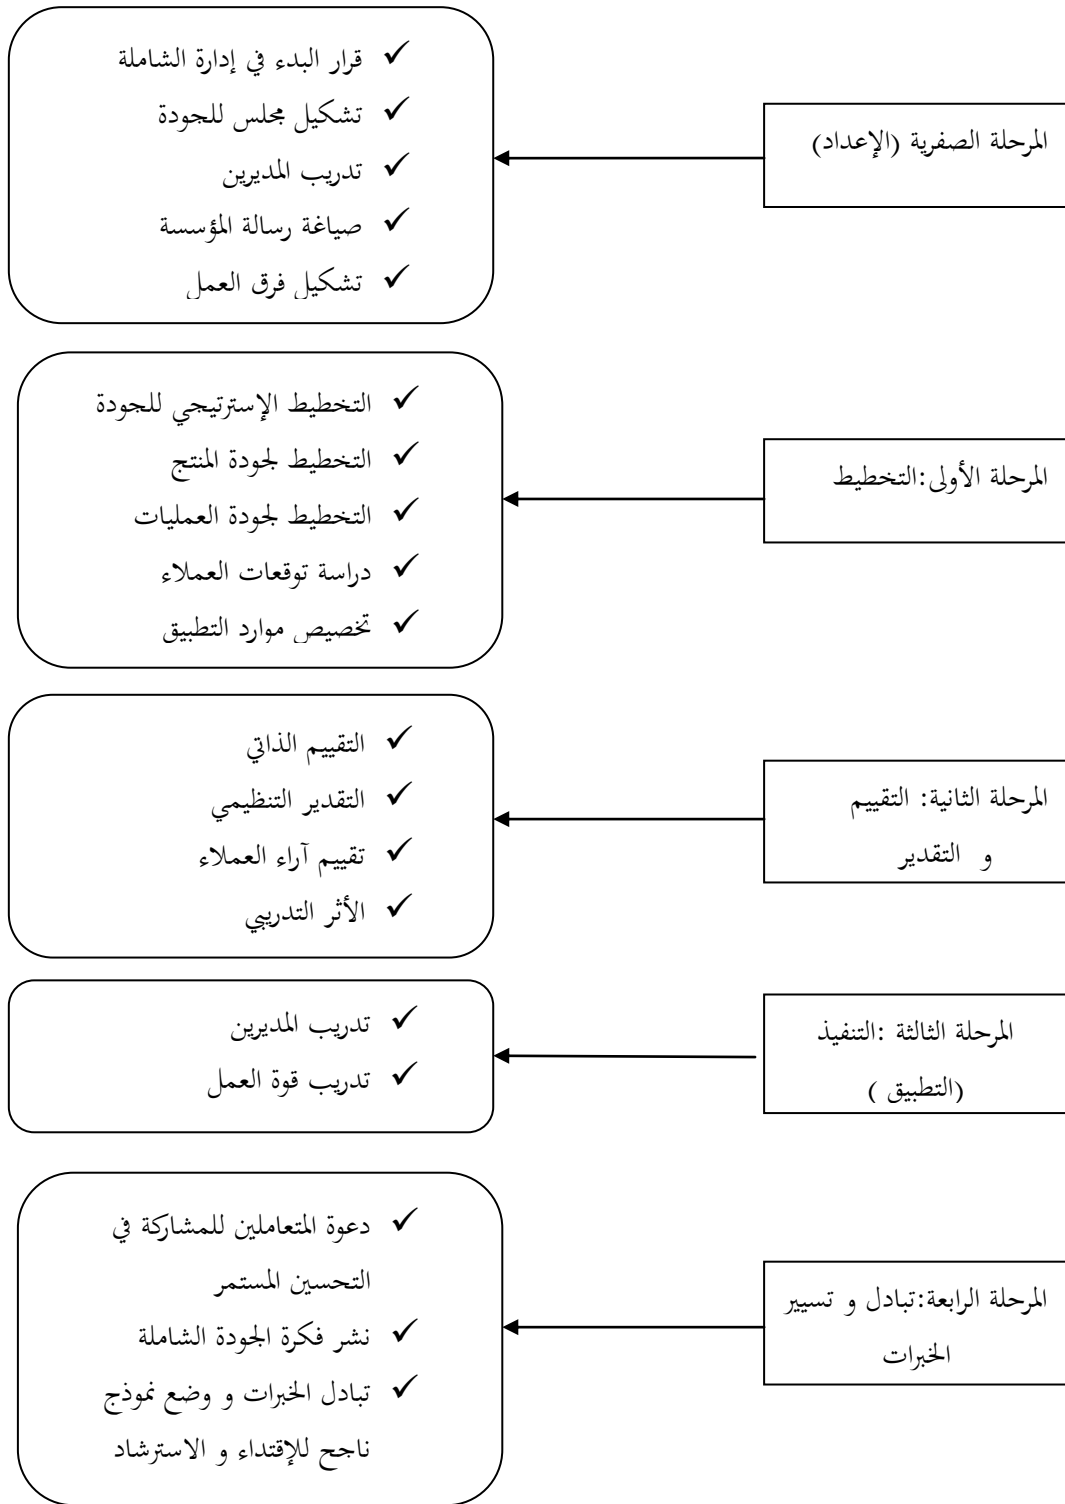 المرحلة الصفرية (الإعداد)
✓ قرار البدء في إدارة الشاملة
✓ تشكيل مجلس للجودة
✓ تدريب المديرين
✓ صياغة رسالة المؤسسة
✓ تشكيل فرق العمل
المرحلة الأولى:التخطيط
✓ التخطيط الإسترتيجي للجودة
✓ التخطيط لجودة المنتج
✓ التخطيط لجودة العمليات
✓ دراسة توقعات العملاء
✓ تخصيص موارد التطبيق
المرحلة الثانية: التقييم
و التقدير
✓ التقييم الذاتي
✓ التقدير التنظيمي
✓ تقييم آراء العملاء
✓ الأثر التدريبي
المرحلة الثالثة :التنفيذ
(التطبيق )
✓ تدريب المديرين
✓ تدريب قوة العمل
المرحلة الرابعة:تبادل و تسيير
الخبرات
✓ دعوة المتعاملين للمشاركة في
التحسين المستمر
✓ نشر فكرة الجودة الشاملة
✓ تبادل الخبرات و وضع نموذج
ناجح للإقتداء و الاسترشاد